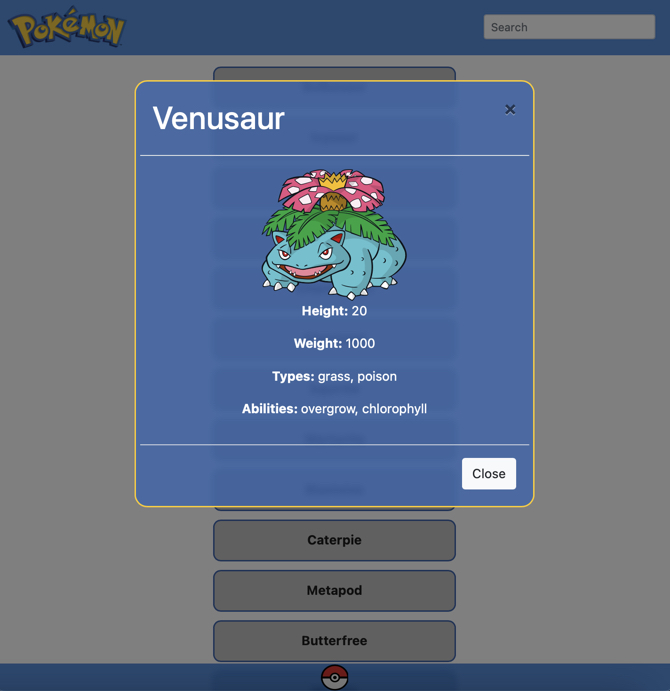 Pokémon
Search
Venusaur
×
Height: 20
Weight: 1000
Types: grass, poison
Abilities: overgrow, chlorophyll
Close
Caterpie
Metapod
Butterfree